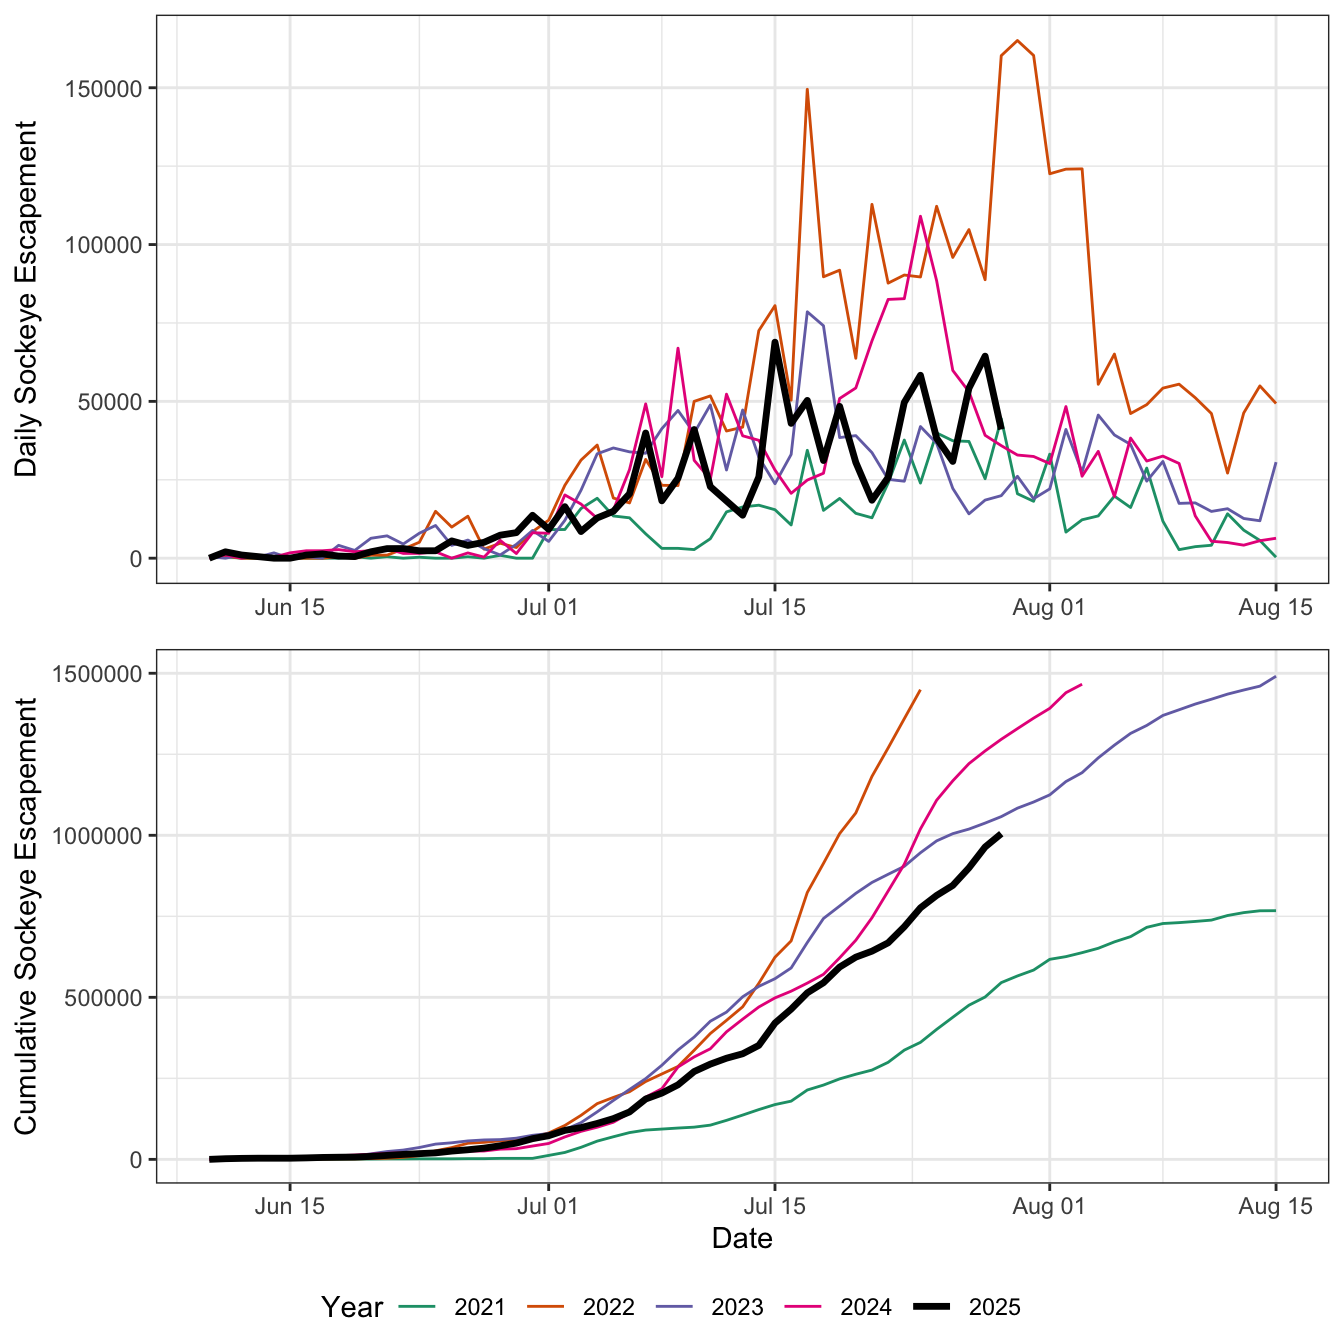 Daily Sockeye Escapement
150000
100000
50000
0
Jun 15 Jul 01 Jul 15 Aug 01 Aug 15
Cumulative Sockeye Escapement
1500000
1000000
500000
0
Jun 15 Jul 01 Jul 15 Aug 01 Aug 15
Date
Year 2021 2022 2023 2024 2025